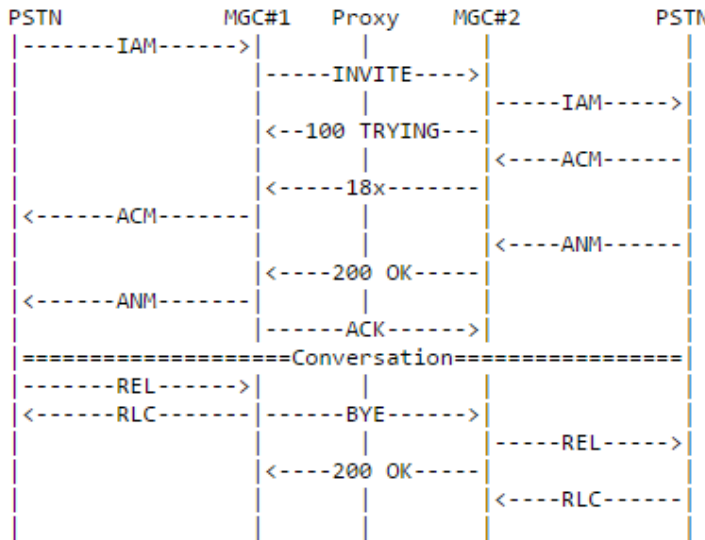 PSTN MGC#1 Proxy MGC#2 PSTN
|-------IAM------>| | | |
| |-----INVITE---->| |
| | | |-----IAM----->|
| |<--100 TRYING---| |
| | | |<----ACM------|
| |<-----18x-------| |
|<------ACM-------| | | |
| | | |<----ANM------|
| |<----200 OK-----| |
|<------ANM-------| | | |
| |------ACK------>| |
|====================Conversation=================|
|-------REL------>| | | |
|<------RLC-------|------BYE------>| |
| | | |-----REL----->|
| |<----200 OK-----| |
| | | |<----RLC------|
| | | | |